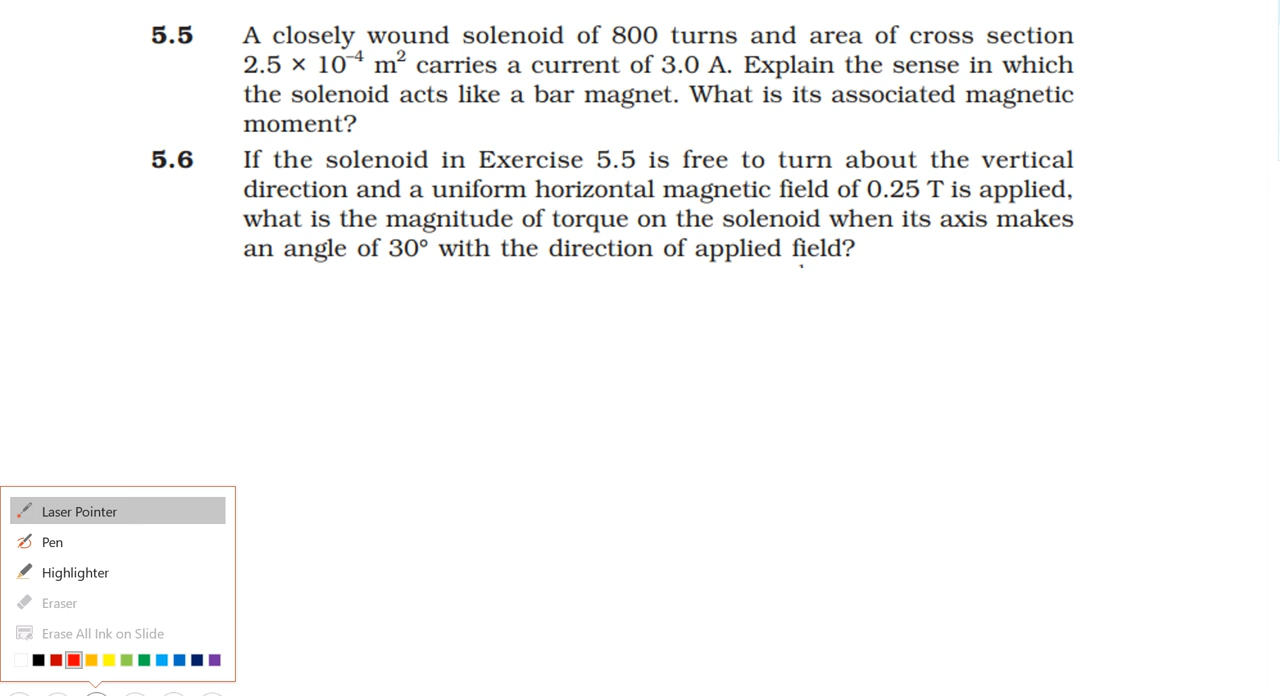 5.5 A closely wound solenoid of 800 turns and area of cross section
2.5 × 10⁻⁴ m² carries a current of 3.0 A. Explain the sense in which
the solenoid acts like a bar magnet. What is its associated magnetic
moment?
5.6 If the solenoid in Exercise 5.5 is free to turn about the vertical
direction and a uniform horizontal magnetic field of 0.25 T is applied,
what is the magnitude of torque on the solenoid when its axis makes
an angle of 30° with the direction of applied field?
Laser Pointer
Pen
Highlighter
Eraser
Erase All Ink on Slide